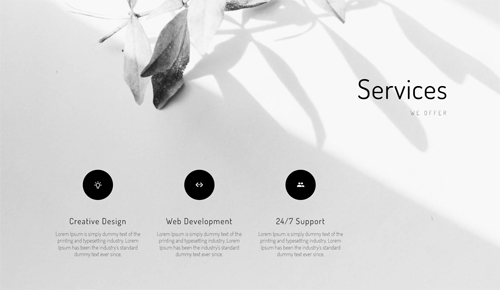 Services
WE OFFER
Creative Design
Lorem Ipsum is simply dummy text of the
printing and typesetting industry. Lorem
Ipsum has been the industry's standard
dummy text ever since.
Web Development
Lorem Ipsum is simply dummy text of the
printing and typesetting industry. Lorem
Ipsum has been the industry's standard
dummy text ever since.
24/7 Support
Lorem Ipsum is simply dummy text of the
printing and typesetting industry. Lorem
Ipsum has been the industry's standard
dummy text ever since.